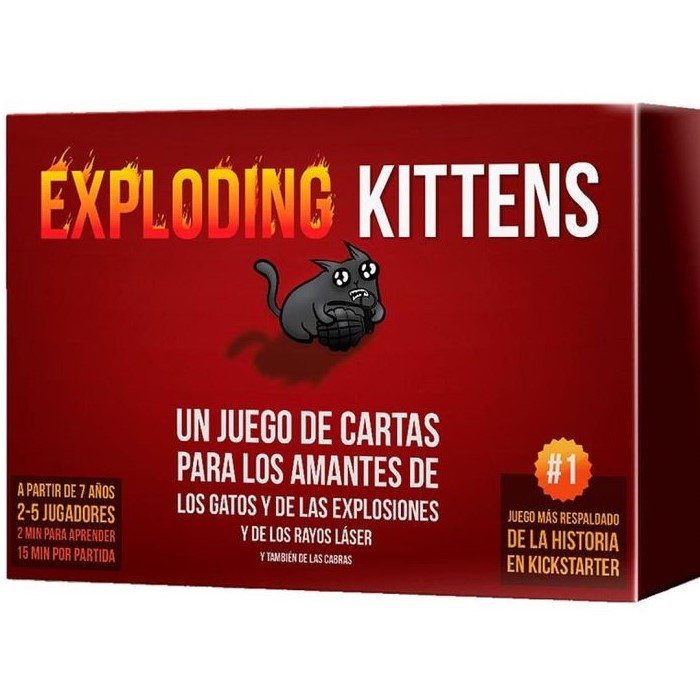 EXPLODING KITTENS
UN JUEGO DE CARTAS
PARA LOS AMANTES DE
LOS GATOS Y DE LAS EXPLOSIONES
Y DE LOS RAYOS LÁSER
Y TAMBIÉN DE LAS CABRAS
A PARTIR DE 7 AÑOS
2-5 JUGADORES
2 MIN PARA APRENDER
15 MIN POR PARTIDA
#1
JUEGO MÁS RESPALDADO
DE LA HISTORIA
EN KICKSTARTER